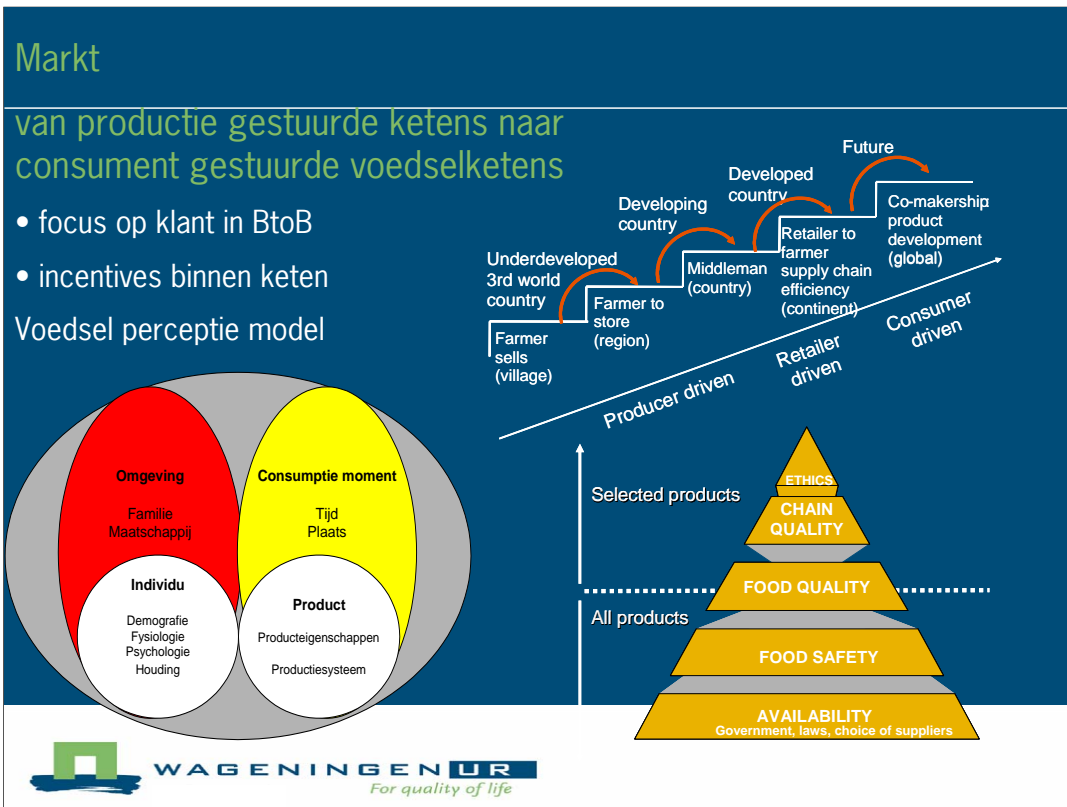 Markt
van productie gestuurde ketens naar
consument gestuurde voedselketens
• focus op klant in BtoB
• incentives binnen keten
Voedsel perceptie model
Underdeveloped
3rd world
country
Developing
country
Developed
country
Future
Farmer
sells
(village)
Farmer to
store
(region)
Middleman
(country)
Retailer to
farmer
supply chain
efficiency
(continent)
Co-makership
product
development
(global)
Producer driven
Retailer
driven
Consumer
driven
Omgeving
Familie
Maatschappij
Consumptie moment
Tijd
Plaats
Individu
Demografie
Fysiologie
Psychologie
Houding
Product
Producteigenschappen
Productiesysteem
Selected products
All products
ETHICS
CHAIN
QUALITY
FOOD QUALITY
FOOD SAFETY
AVAILABILITY
Government, laws, choice of suppliers
WAGENINGEN UR
For quality of life